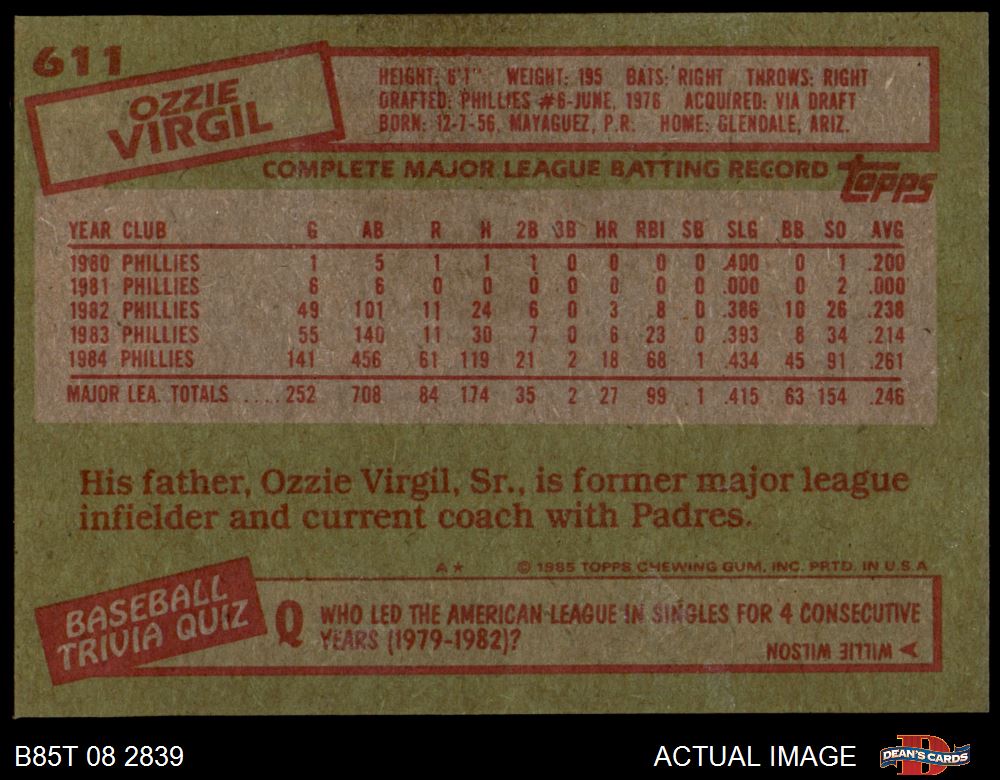 611
OZZIE
VIRGIL
HEIGHT: 6'1" WEIGHT: 195 BATS: RIGHT THROWS: RIGHT
DRAFTED: PHILLIES #6-JUNE, 1976 ACQUIRED: VIA DRAFT
BORN: 12-7-56, MAYAGUEZ, P.R. HOME: GLENDALE, ARIZ.
COMPLETE MAJOR LEAGUE BATTING RECORD
topps
YEAR CLUB G AB R H 2B 3B HR RBI SB SLG BB SO AVG
1980 PHILLIES 1 5 1 1 1 0 0 0 0 .400 0 1 .200
1981 PHILLIES 6 6 0 0 0 0 0 0 0 .000 0 2 .000
1982 PHILLIES 49 101 11 24 6 0 3 8 0 .386 10 26 .238
1983 PHILLIES 55 140 11 30 7 0 6 23 0 .393 8 34 .214
1984 PHILLIES 141 456 61 119 21 2 18 68 1 .434 45 91 .261
MAJOR LEA. TOTALS ....252 708 84 174 35 2 27 99 1 .415 63 154 .246
His father, Ozzie Virgil, Sr., is former major league
infielder and current coach with Padres.
A★ © 1985 TOPPS CHEWING GUM, INC. PRTD. IN U.S.A
BASEBALL
TRIVIA QUIZ
Q WHO LED THE AMERICAN LEAGUE IN SINGLES FOR 4 CONSECUTIVE
YEARS (1979-1982)?
A WILLIE WILSON
B85T 08 2839
ACTUAL IMAGE
D
DEAN'S CARDS